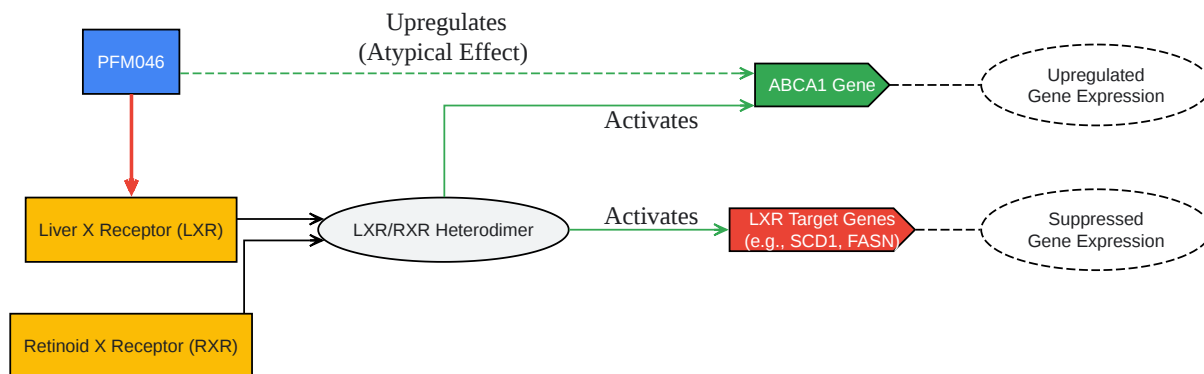 Upregulates
(Atypical Effect)
PFM046
ABCA1 Gene
Upregulated
Gene Expression
Activates
Liver X Receptor (LXR)
LXR/RXR Heterodimer
Activates
LXR Target Genes
(e.g., SCD1, FASN)
Suppressed
Gene Expression
Retinoid X Receptor (RXR)